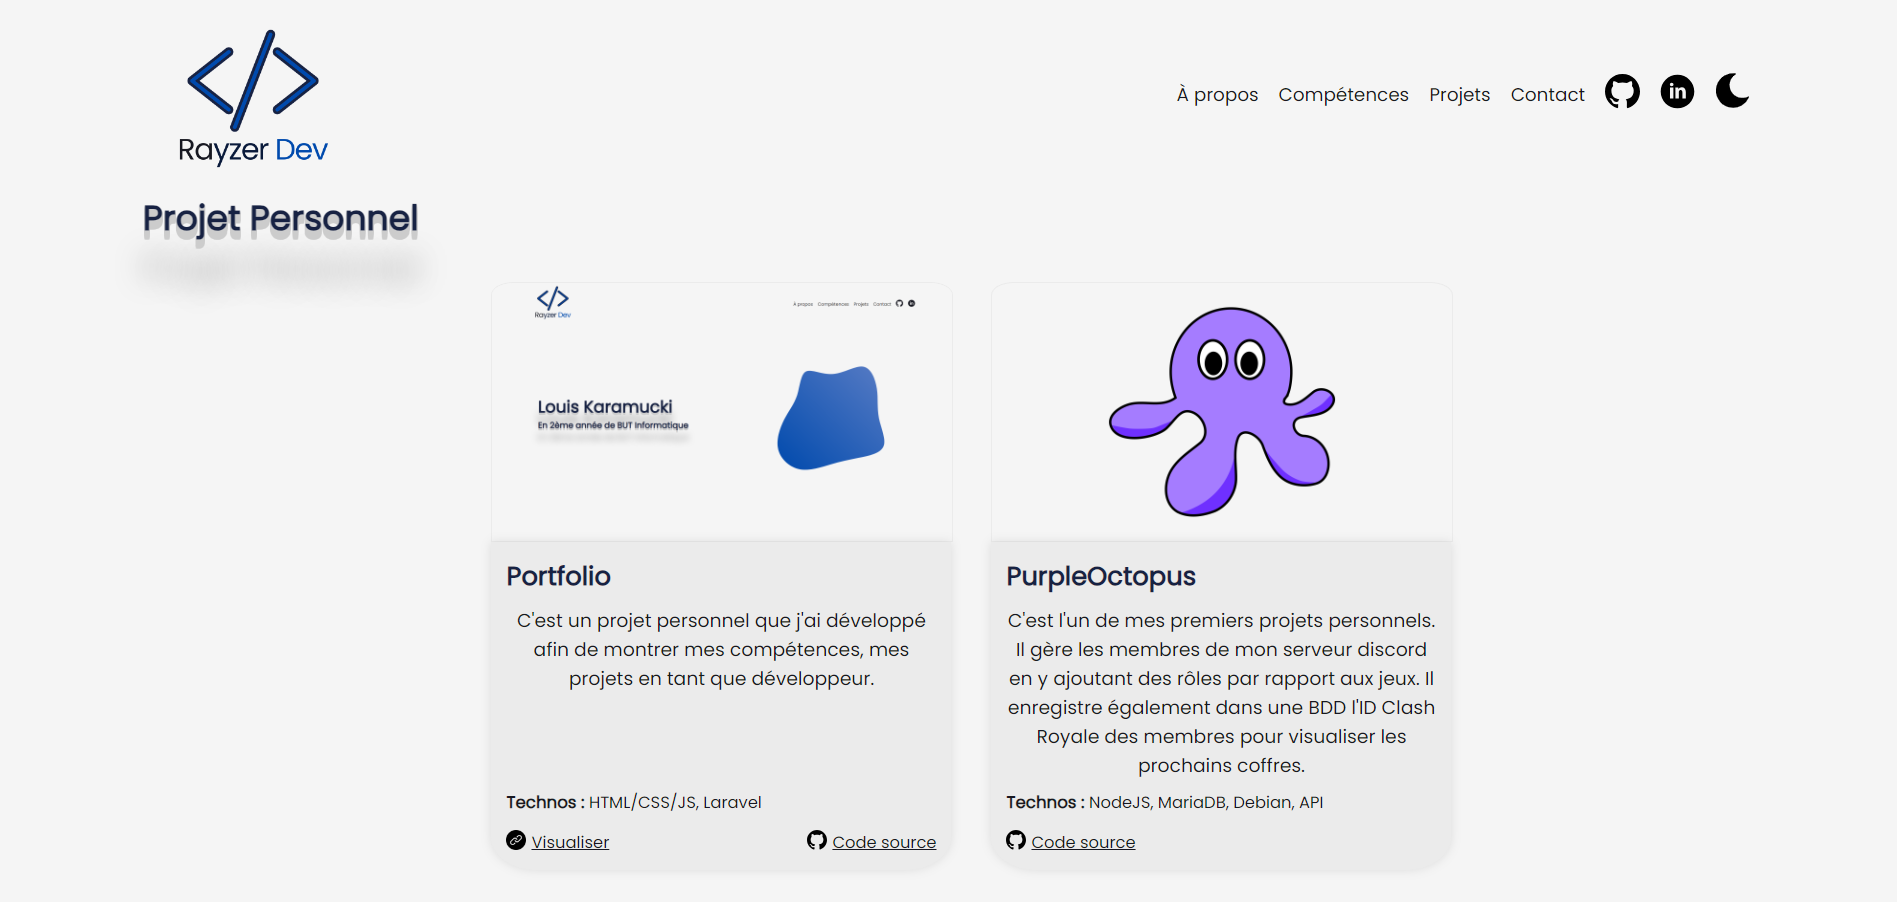 Rayzer Dev
À propos Compétences Projets Contact
Projet Personnel
Rayzer Dev
A propos Compétences Projets Contact
Louis Karamucki
En 2ème année de BUT Informatique
Portfolio
C'est un projet personnel que j'ai développé
afin de montrer mes compétences, mes
projets en tant que développeur.
Technos : HTML/CSS/JS, Laravel
Visualiser
Code source
PurpleOctopus
C'est l'un de mes premiers projets personnels.
Il gère les membres de mon serveur discord
en y ajoutant des rôles par rapport aux jeux. Il
enregistre également dans une BDD l'ID Clash
Royale des membres pour visualiser les
prochains coffres.
Technos : NodeJS, MariaDB, Debian, API
Code source